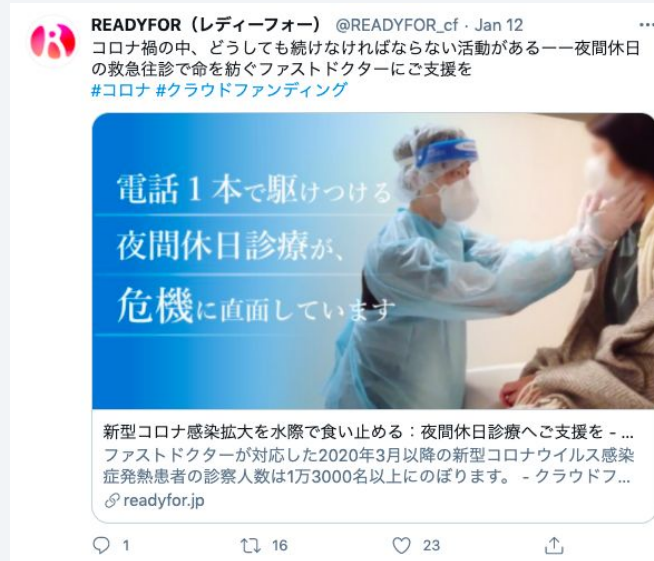 READYFOR（レディーフォー） @READYFOR_cf · Jan 12
コロナ禍の中、どうしても続けなければならない活動があるーー夜間休日
の救急往診で命を紡ぐファストドクターにご支援を
#コロナ #クラウドファンディング
電話1本で駆けつける
夜間休日診療が、
危機に直面しています
新型コロナ感染拡大を水際で食い止める：夜間休日診療へご支援を - ...
ファストドクターが対応した2020年3月以降の新型コロナウイルス感染
症発熱患者の診察人数は1万3000名以上にのぼります。 - クラウドフ...
readyfor.jp
1 16 23